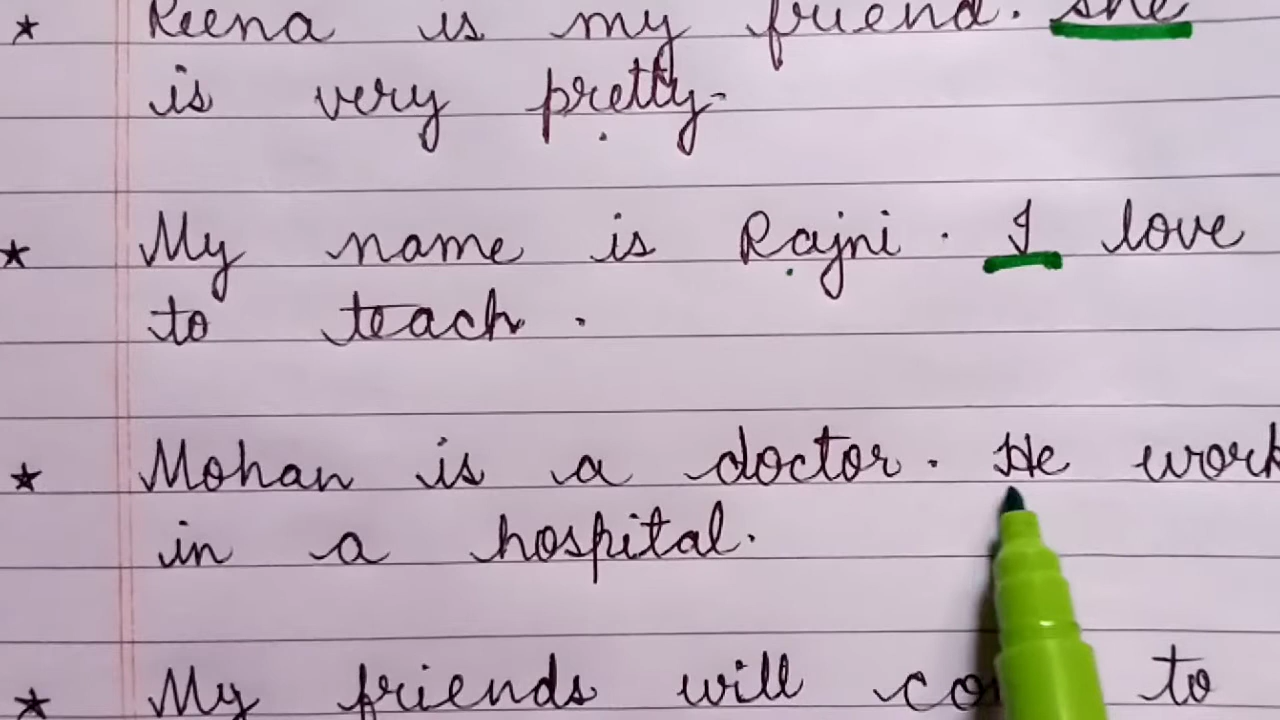 ★ Reena is my friend. She
is very pretty.
★ My name is Rajni. I love
to teach.
★ Mohan is a doctor. He work
in a hospital.
★ My friends will to